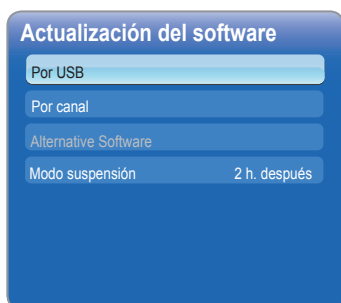 Actualización del software
Por USB
Por canal
Alternative Software
Modo suspensión 2 h. después